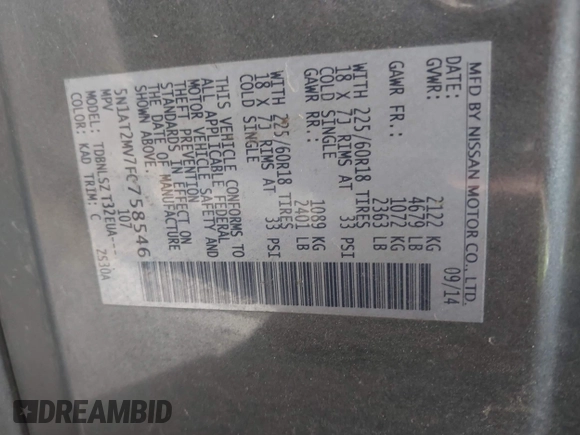 MFD BY NISSAN MOTOR CO., LTD.
DATE: 09/14
GVWR: 2122 KG
4679 LB
GAWR FR.: 1072 KG
2363 LB
WITH 225/60R18 TIRES
18 X 7J RIMS AT 33 PSI
COLD SINGLE
GAWR RR.: 1089 KG
2401 LB
WITH 225/60R18 TIRES
18 X 7J RIMS AT 33 PSI
COLD SINGLE
THIS VEHICLE CONFORMS TO
ALL APPLICABLE FEDERAL
MOTOR VEHICLE SAFETY AND
THEFT PREVENTION
STANDARDS IN EFFECT ON
THE DATE OF MANUFACTURE
SHOWN ABOVE.
5N1AT2MV7FC758546
MPV 107
MODEL: TDBNLSZ T32EUA---
COLOR: KAD TRIM: C ZS30A
DREAMBID